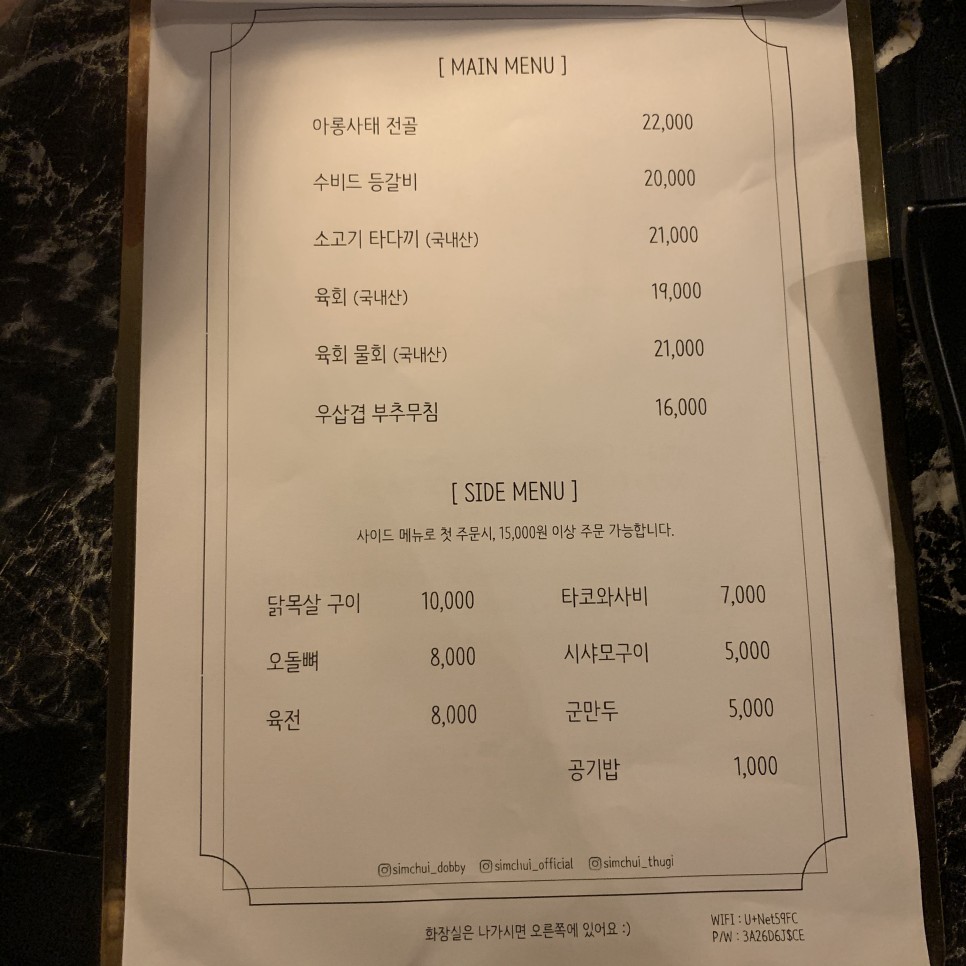 [ MAIN MENU ]
아롱사태 전골 22,000
수비드 등갈비 20,000
소고기 타다끼 (국내산) 21,000
육회 (국내산) 19,000
육회 물회 (국내산) 21,000
우삼겹 부추무침 16,000
[ SIDE MENU ]
사이드 메뉴로 첫 주문시, 15,000원 이상 주문 가능합니다.
닭목살 구이 10,000 타코와사비 7,000
오돌뼈 8,000 시샤모구이 5,000
육전 8,000 군만두 5,000
공기밥 1,000
simchui_dobby simchui_official simchui_thugi
화장실은 나가시면 오른쪽에 있어요 :)
WIFI : U+Net59FC
P/W : 3A26D6J$CE